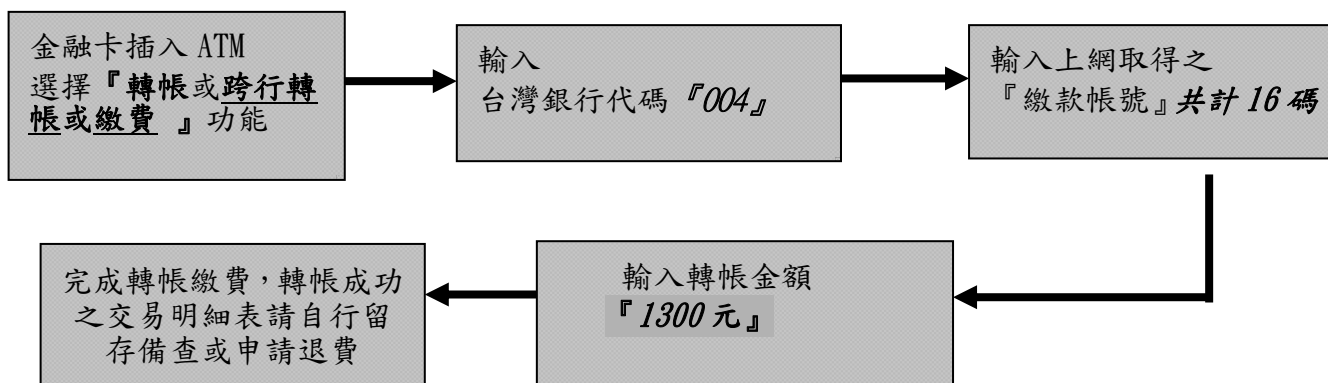 金融卡插入 ATM
選擇『轉帳或跨行轉
帳或繳費 』功能
輸入
台灣銀行代碼『004』
輸入上網取得之
『繳款帳號』共計 16 碼
輸入轉帳金額
『1300 元』
完成轉帳繳費，轉帳成功
之交易明細表請自行留
存備查或申請退費